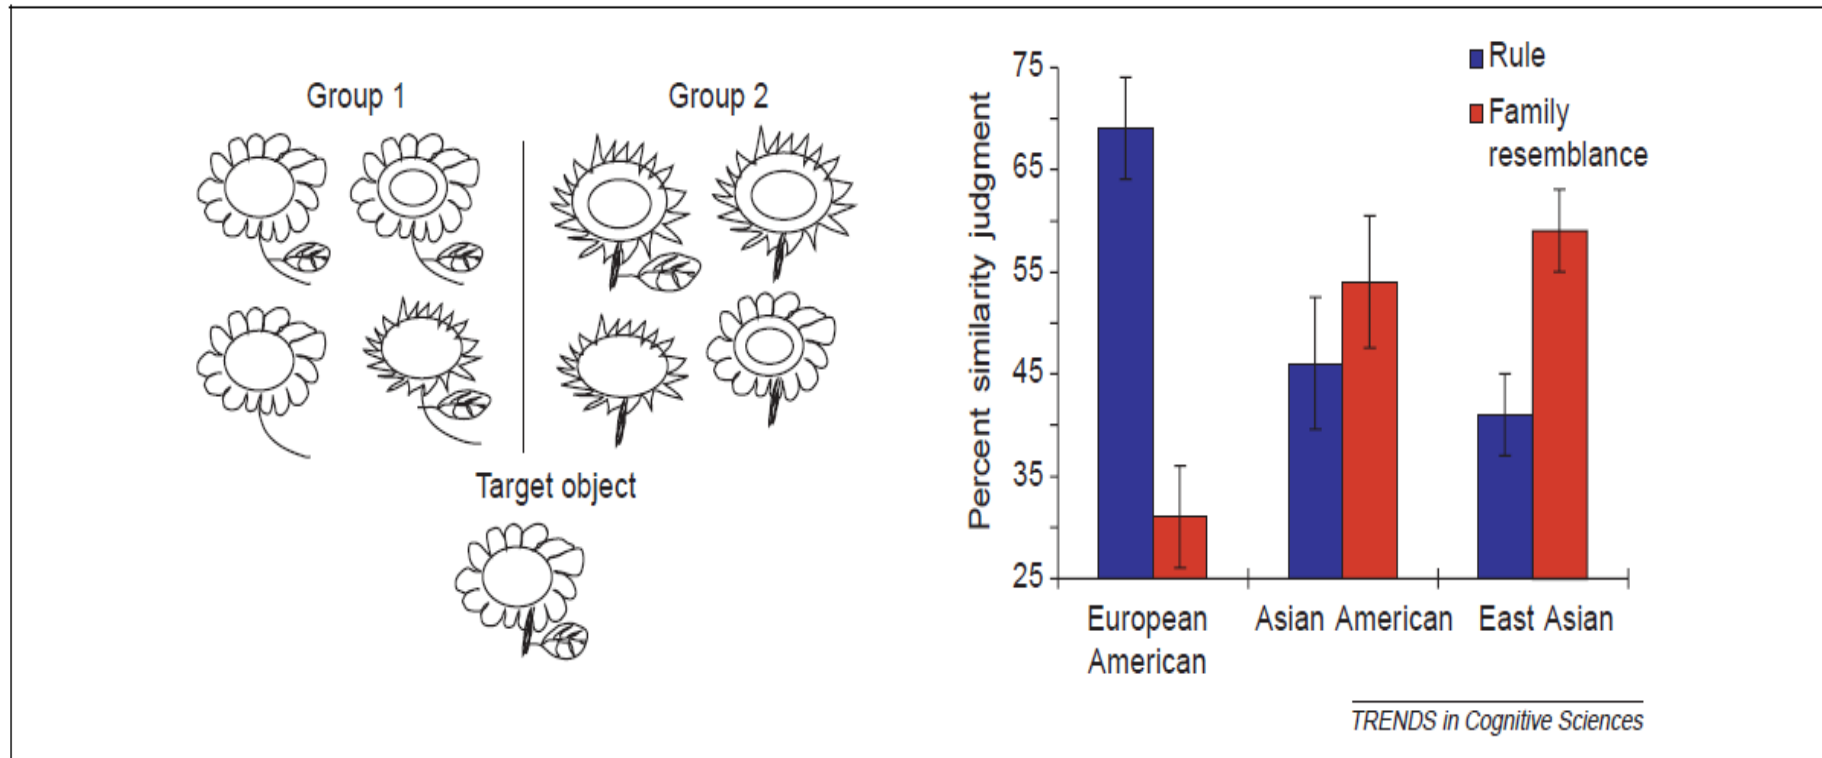 Group 1
Group 2
Target object
Percent similarity judgment
75
65
55
45
35
25
Rule
Family
resemblance
European
American
Asian American
East Asian
TRENDS in Cognitive Sciences